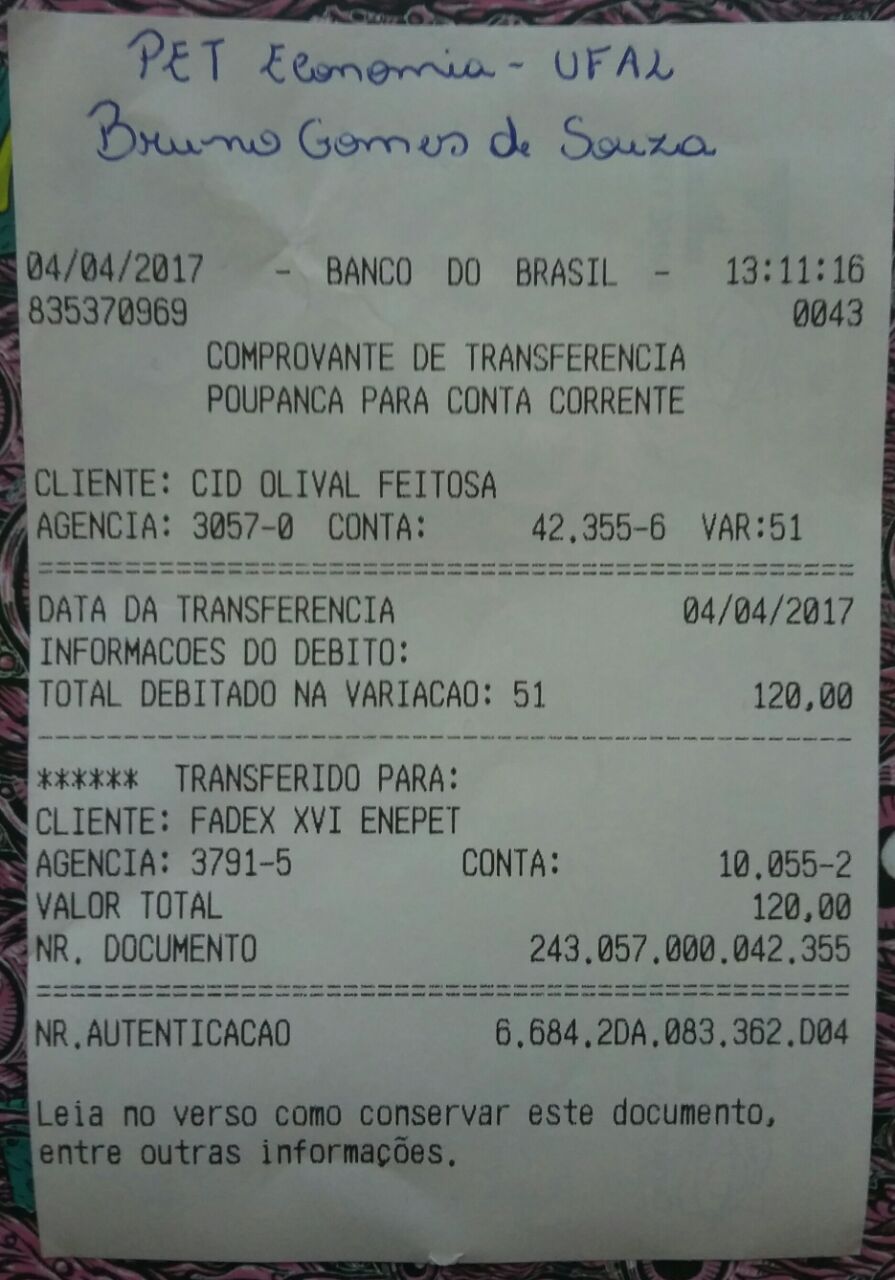 PET Economia - UFAL
Bruno Gomes de Souza
04/04/2017 - BANCO DO BRASIL - 13:11:16
835370969 0043
COMPROVANTE DE TRANSFERENCIA
POUPANCA PARA CONTA CORRENTE
CLIENTE: CID OLIVAL FEITOSA
AGENCIA: 3057-0 CONTA: 42.355-6 VAR:51
================================================
DATA DA TRANSFERENCIA 04/04/2017
INFORMACOES DO DEBITO:
TOTAL DEBITADO NA VARIACAO: 51 120,00
------------------------------------------------
****** TRANSFERIDO PARA:
CLIENTE: FADEX XVI ENEPET
AGENCIA: 3791-5 CONTA: 10.055-2
VALOR TOTAL 120,00
NR. DOCUMENTO 243.057.000.042.355
================================================
NR.AUTENTICACAO 6.684.2DA.083.362.D04
Leia no verso como conservar este documento,
entre outras informações.